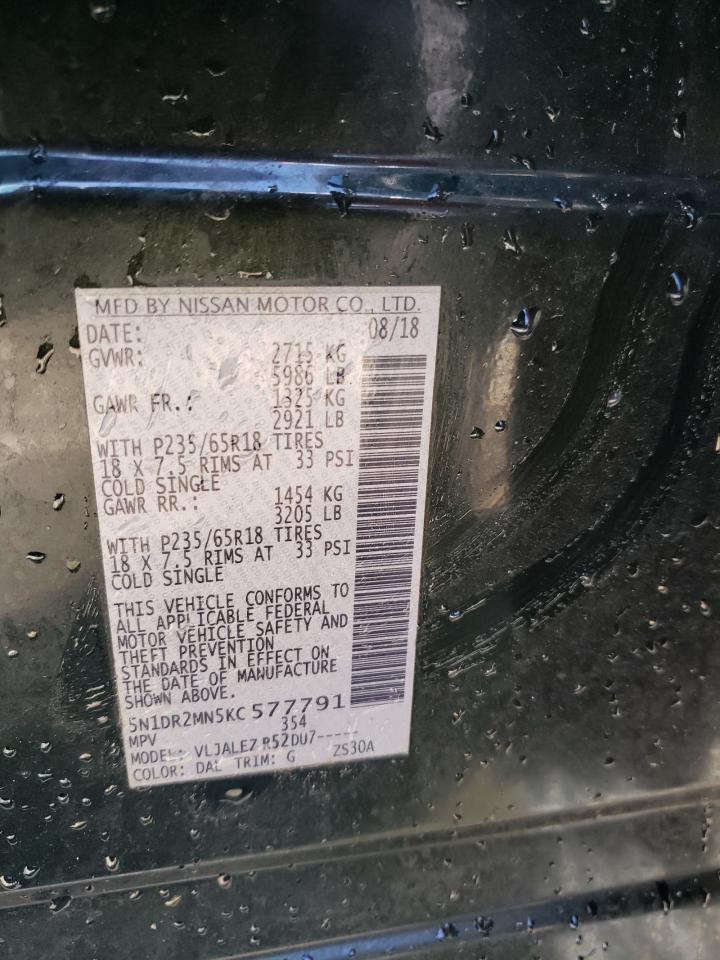 MFD BY NISSAN MOTOR CO., LTD.
DATE: 08/18
GVWR: 2715 KG
5986 LB
GAWR FR.: 1325 KG
2921 LB
WITH P235/65R18 TIRES
18 X 7.5 RIMS AT 33 PSI
COLD SINGLE
GAWR RR.: 1454 KG
3205 LB
WITH P235/65R18 TIRES
18 X 7.5 RIMS AT 33 PSI
COLD SINGLE
THIS VEHICLE CONFORMS TO
ALL APPLICABLE FEDERAL
MOTOR VEHICLE SAFETY AND
THEFT PREVENTION
STANDARDS IN EFFECT ON
THE DATE OF MANUFACTURE
SHOWN ABOVE.
5N1DR2MN5KC577791
MPV 354
MODEL: VLJALEZ R52DU7-----
COLOR: DAL TRIM: G ZS30A